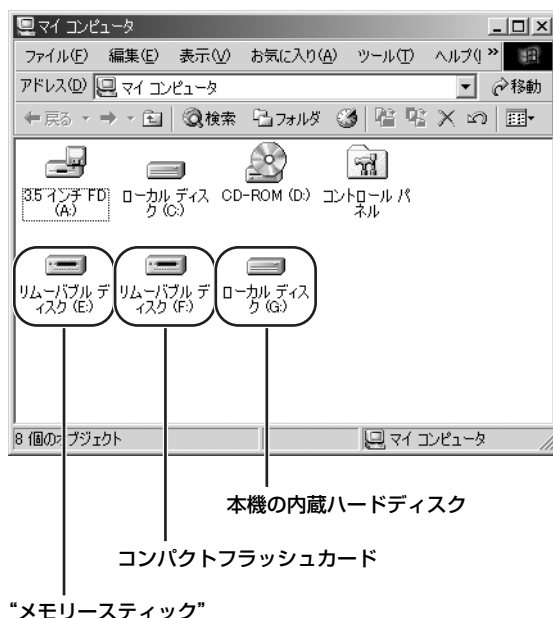 マイ コンピュータ
ファイル(F) 編集(E) 表示(V) お気に入り(A) ツール(T) ヘルプ(
アドレス(D) マイ コンピュータ 移動
戻る 検索 フォルダ
3.5 インチ FD (A:)
ローカル ディスク (C:)
CD-ROM (D:)
コントロール パネル
リムーバブル ディスク (E:)
リムーバブル ディスク (F:)
ローカル ディスク (G:)
8 個のオブジェクト マイ コンピュータ
本機の内蔵ハードディスク
コンパクトフラッシュカード
“メモリースティック”